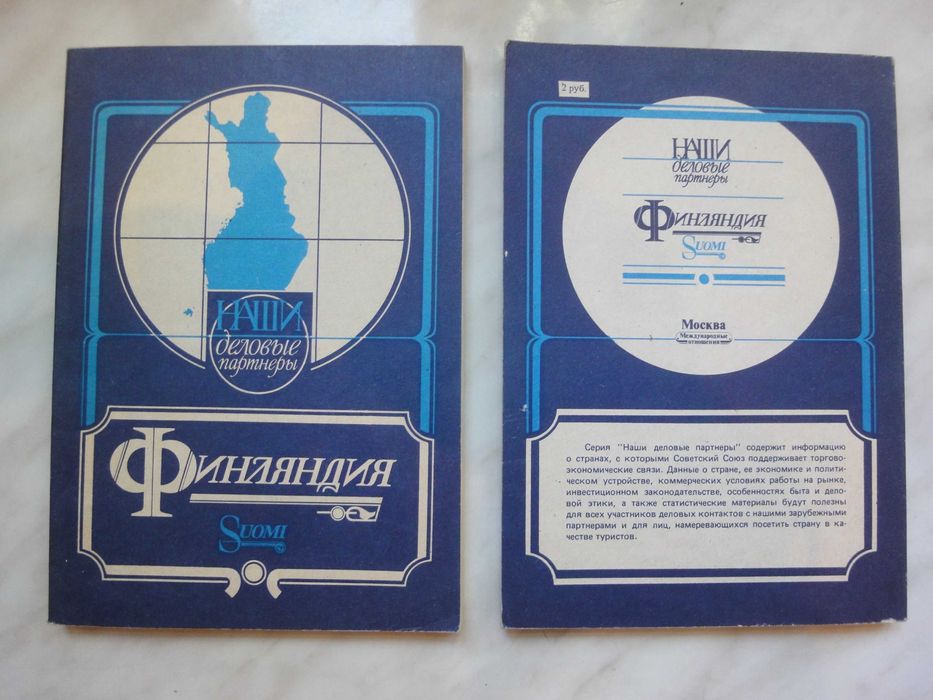 НАШИ
деловые
партнеры
Финляндия
Suomi
2 руб.
НАШИ
деловые
партнеры
Финляндия
Suomi
Москва
Международные
отношения
Серия "Наши деловые партнеры" содержит информацию
о странах, с которыми Советский Союз поддерживает торгово-
экономические связи. Данные о стране, ее экономике и полити-
ческом устройстве, коммерческих условиях работы на рынке,
инвестиционном законодательстве, особенностях быта и дело-
вой этики, а также статистические материалы будут полезны
для всех участников деловых контактов с нашими зарубежными
партнерами и для лиц, намеревающихся посетить страну в ка-
честве туристов.